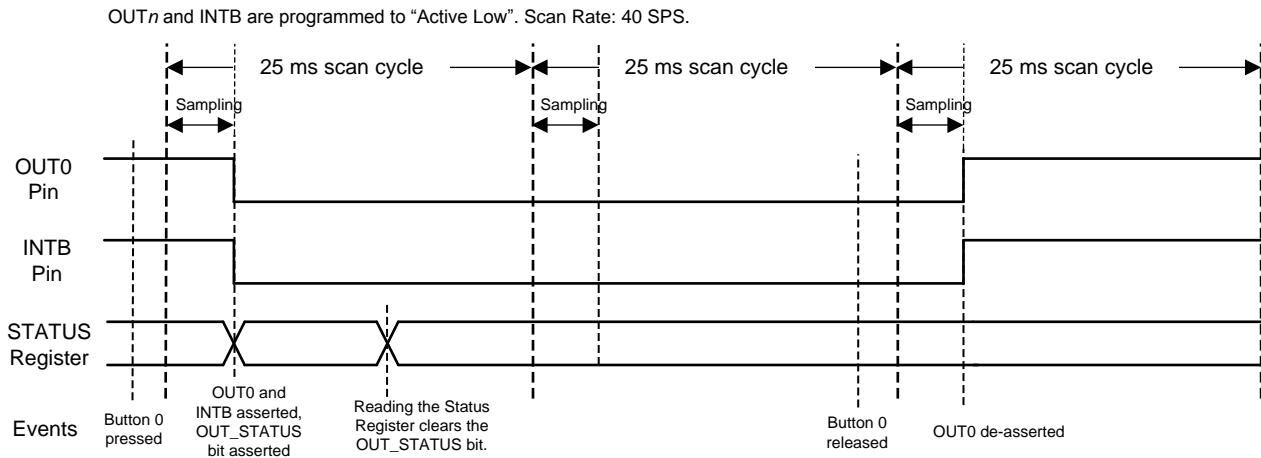 OUTn and INTB are programmed to “Active Low”. Scan Rate: 40 SPS.
25 ms scan cycle
25 ms scan cycle
25 ms scan cycle
Sampling
Sampling
Sampling
OUT0
Pin
INTB
Pin
STATUS
Register
Events
Button 0
pressed
OUT0 and
INTB asserted,
OUT_STATUS
bit asserted
Reading the Status
Register clears the
OUT_STATUS bit.
Button 0
released
OUT0 de-asserted